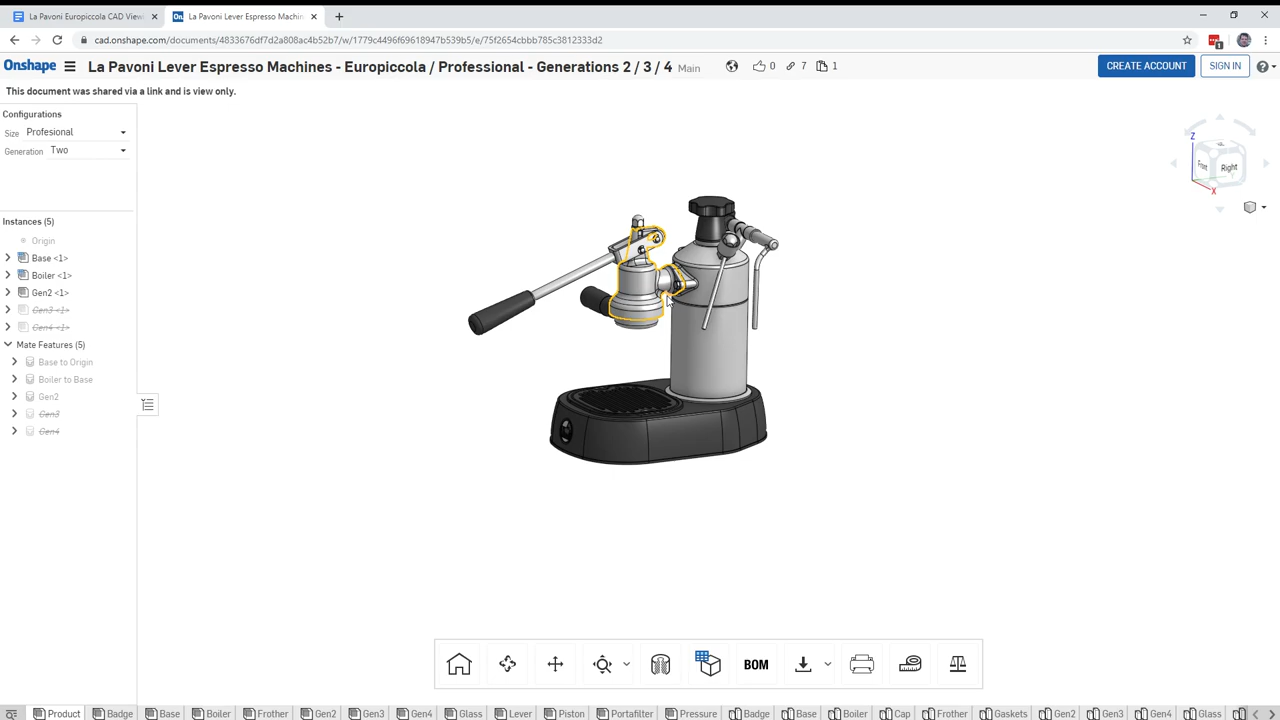 La Pavoni Europiccola CAD View
La Pavoni Lever Espresso Machin
cad.onshape.com/documents/4833676df7d2a808ac4b52b7/w/1779c4496f69618947b539b5/e/75f2654cbbb785c3812333d2
1
Onshape La Pavoni Lever Espresso Machines - Europiccola / Professional - Generations 2 / 3 / 4 Main 0 7 1 CREATE ACCOUNT SIGN IN
This document was shared via a link and is view only.
Configurations
Size Profesional
Generation Two
Z
Front
Right
X
Instances (5)
Origin
Base <1>
Boiler <1>
Gen2 <1>
Gen3 <1>
Gen4 <1>
Mate Features (5)
Base to Origin
Boiler to Base
Gen2
Gen3
Gen4
BOM
Product Badge Base Boiler Frother Gen2 Gen3 Gen4 Glass Lever Piston Portafilter Pressure Badge Base Boiler Cap Frother Gaskets Gen2 Gen3 Gen4 Glass